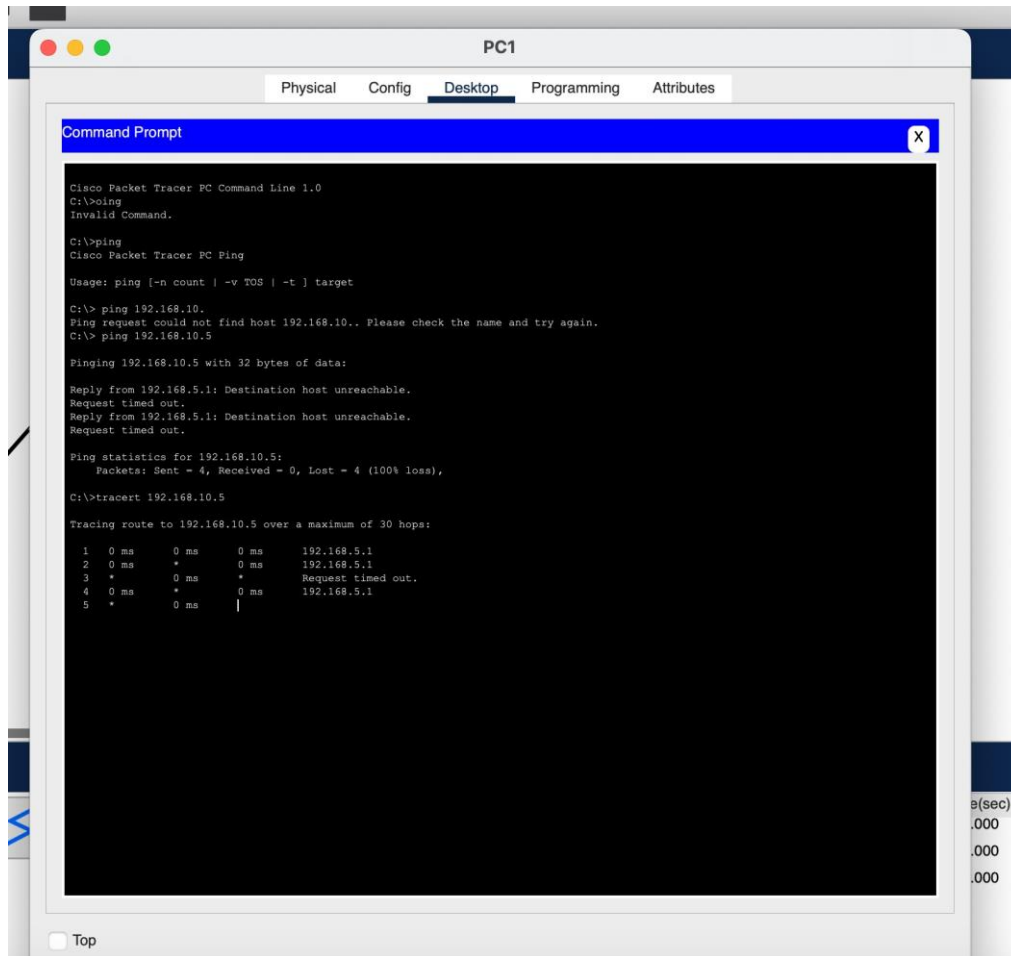 PC1
Physical Config Desktop Programming Attributes
Command Prompt
X
Cisco Packet Tracer PC Command Line 1.0
C:\>oing
Invalid Command.
C:\>ping
Cisco Packet Tracer PC Ping
Usage: ping [-n count | -v TOS | -t ] target
C:\> ping 192.168.10.
Ping request could not find host 192.168.10.. Please check the name and try again.
C:\> ping 192.168.10.5
Pinging 192.168.10.5 with 32 bytes of data:
Reply from 192.168.5.1: Destination host unreachable.
Request timed out.
Reply from 192.168.5.1: Destination host unreachable.
Request timed out.
Ping statistics for 192.168.10.5:
Packets: Sent = 4, Received = 0, Lost = 4 (100% loss),
C:\>tracert 192.168.10.5
Tracing route to 192.168.10.5 over a maximum of 30 hops:
1 0 ms 0 ms 0 ms 192.168.5.1
2 0 ms * 0 ms 192.168.5.1
3 * 0 ms * Request timed out.
4 0 ms * 0 ms 192.168.5.1
5 * 0 ms
e(sec)
.000
.000
.000
Top